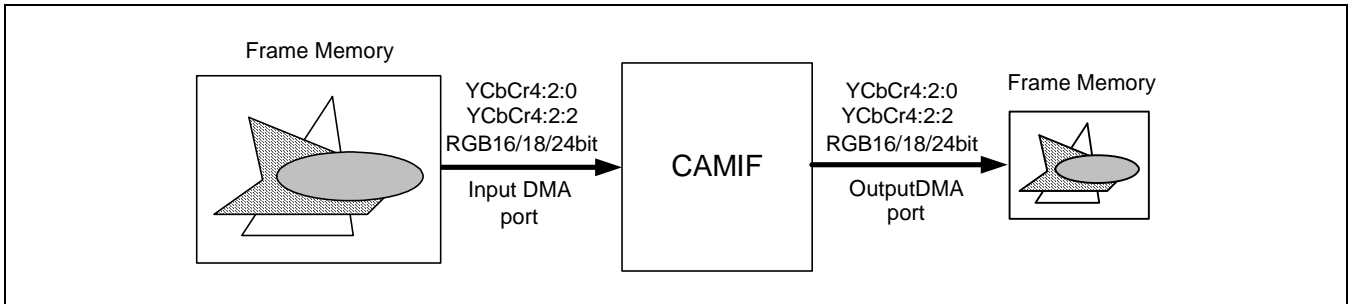 Frame Memory
YCbCr4:2:0
YCbCr4:2:2
RGB16/18/24bit
Input DMA
port
CAMIF
YCbCr4:2:0
YCbCr4:2:2
RGB16/18/24bit
OutputDMA
port
Frame Memory